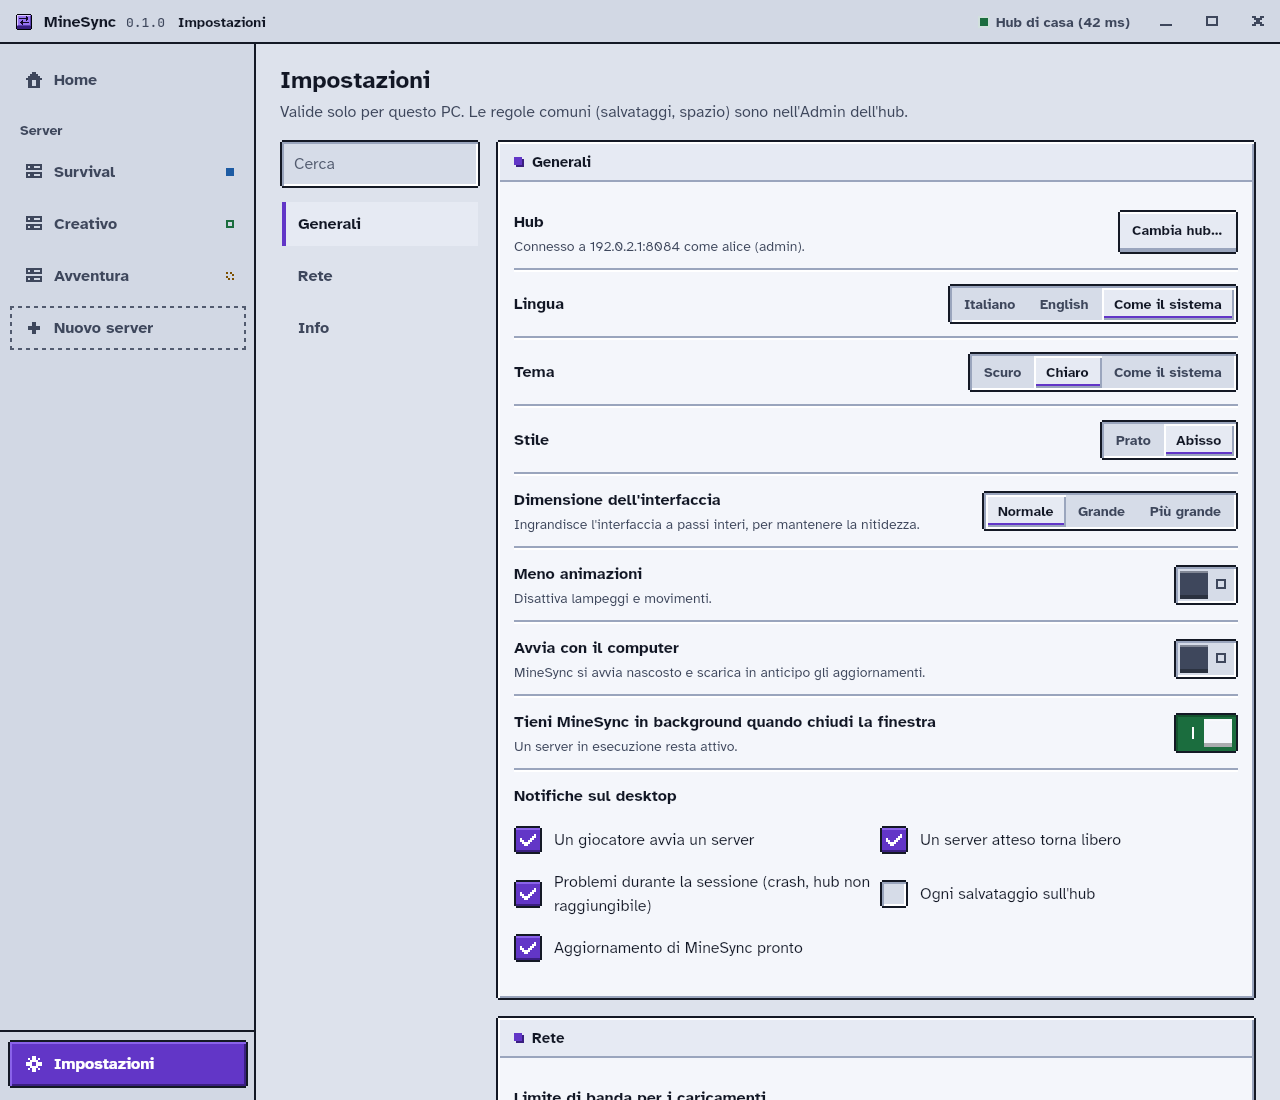 MineSync 0.1.0 Impostazioni
Hub di casa (42 ms)
Home
Server
Survival
Creativo
Avventura
Nuovo server
Impostazioni
Impostazioni
Valide solo per questo PC. Le regole comuni (salvataggi, spazio) sono nell'Admin dell'hub.
Cerca
Generali
Rete
Info
Generali
Hub
Connesso a 192.0.2.1:8084 come alice (admin).
Cambia hub...
Lingua
Italiano English Come il sistema
Tema
Scuro Chiaro Come il sistema
Stile
Prato Abisso
Dimensione dell'interfaccia
Ingrandisce l'interfaccia a passi interi, per mantenere la nitidezza.
Normale Grande Più grande
Meno animazioni
Disattiva lampeggi e movimenti.
Avvia con il computer
MineSync si avvia nascosto e scarica in anticipo gli aggiornamenti.
Tieni MineSync in background quando chiudi la finestra
Un server in esecuzione resta attivo.
Notifiche sul desktop
Un giocatore avvia un server
Un server atteso torna libero
Problemi durante la sessione (crash, hub non
raggiungibile)
Ogni salvataggio sull'hub
Aggiornamento di MineSync pronto
Rete
Limite di banda per i caricamenti